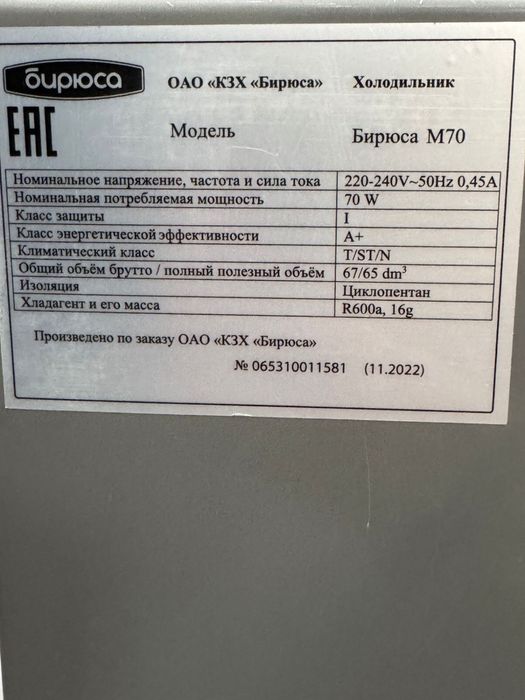 бирюса
ОАО «КЗХ «Бирюса» Холодильник
EAC
Модель Бирюса М70
Номинальное напряжение, частота и сила тока 220-240V~50Hz 0,45A
Номинальная потребляемая мощность 70 W
Класс защиты I
Класс энергетической эффективности A+
Климатический класс T/ST/N
Общий объём брутто / полный полезный объём 67/65 dm³
Изоляция Циклопентан
Хладагент и его масса R600a, 16g
Произведено по заказу ОАО «КЗХ «Бирюса»
№ 065310011581 (11.2022)